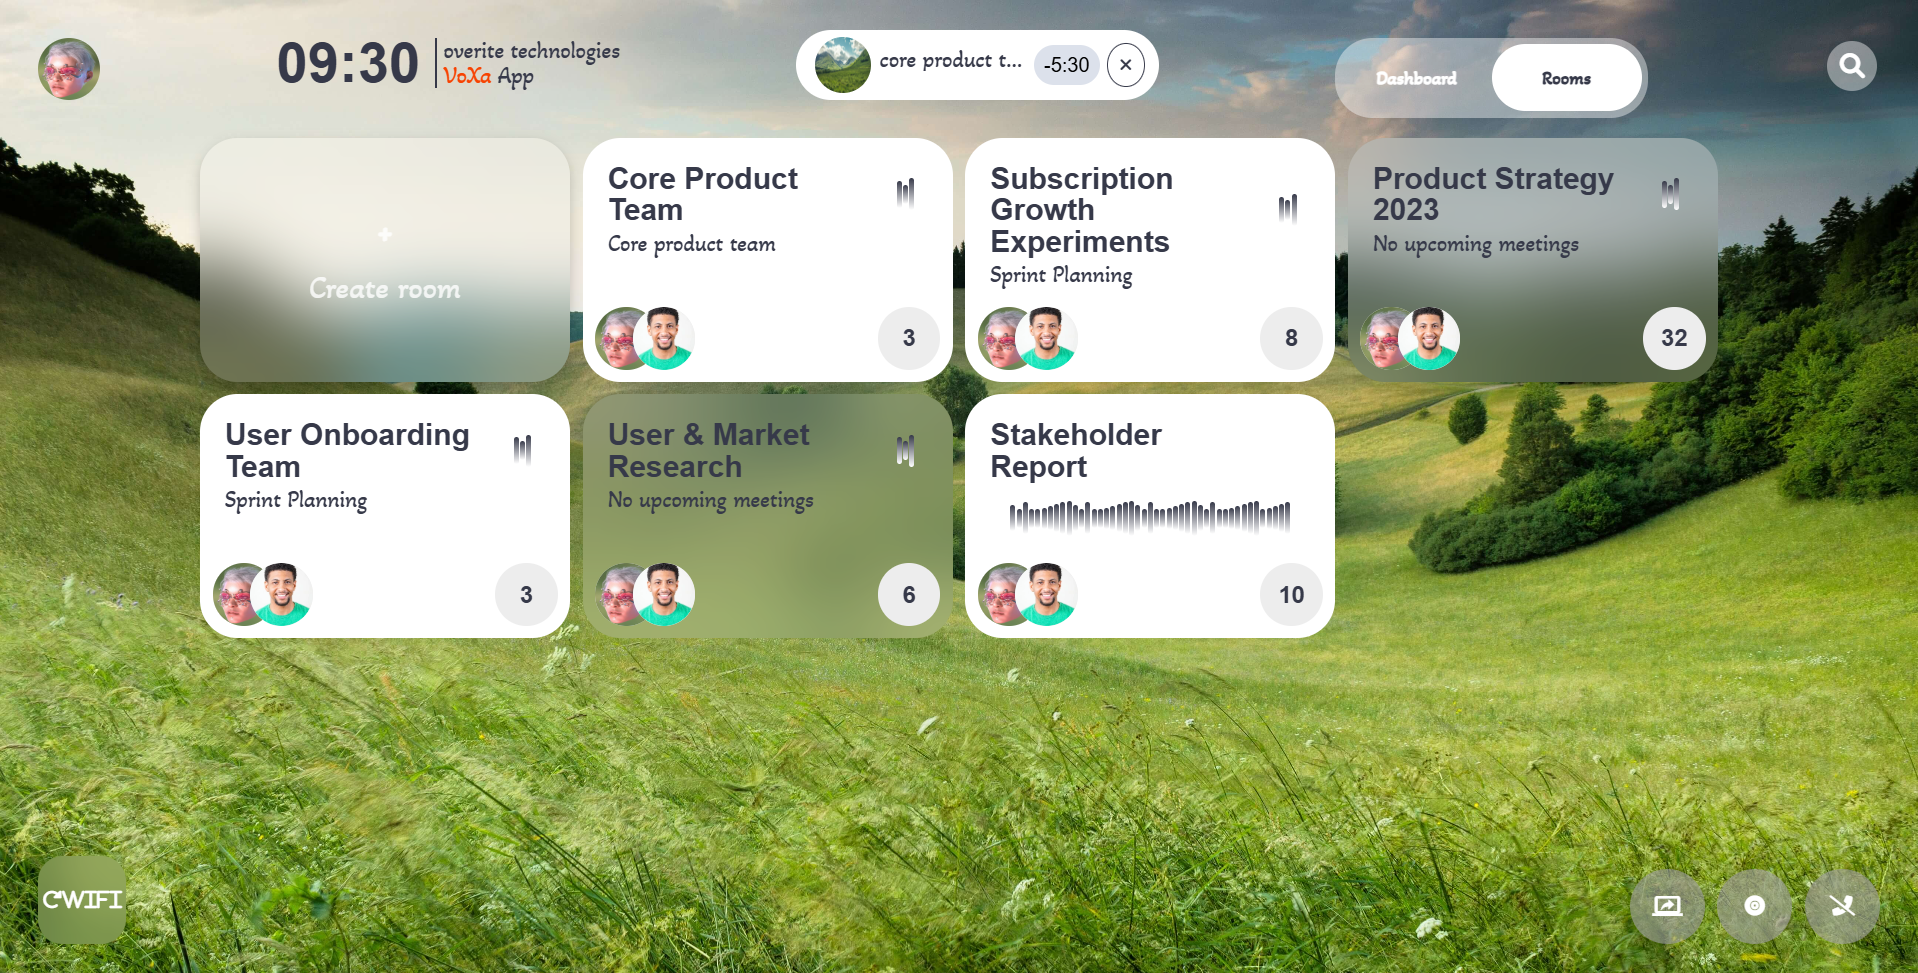 09:30
overite technologies
VoXa App
core product t...
-5:30
Dashboard
Rooms
+
Create room
Core Product
Team
Core product team
3
Subscription
Growth
Experiments
Sprint Planning
8
Product Strategy
2023
No upcoming meetings
32
User Onboarding
Team
Sprint Planning
3
User & Market
Research
No upcoming meetings
6
Stakeholder
Report
10
CWIFI